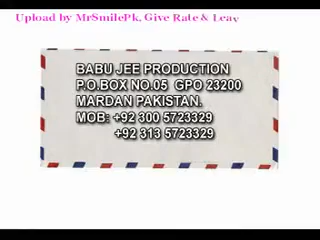 Upload by MrSmilePk, Give Rate & Leav
BABU JEE PRODUCTION
P.O.BOX NO.05 GPO 23200
MARDAN PAKISTAN.
MOB: +92 300 5723329
+92 313 5723329